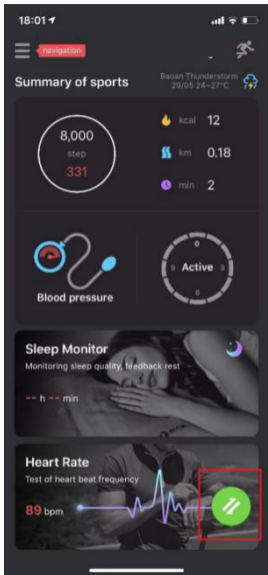 18:01
navigation
Summary of sports
Baoan Thunderstorm
29/05 24~27°C
8,000
step
331
kcal 12
km 0.18
min 2
Blood pressure
0
9 Active 3
6
Sleep Monitor
Monitoring sleep quality, feedback rest
-- h -- min
Heart Rate
Test of heart beat frequency
89 bpm